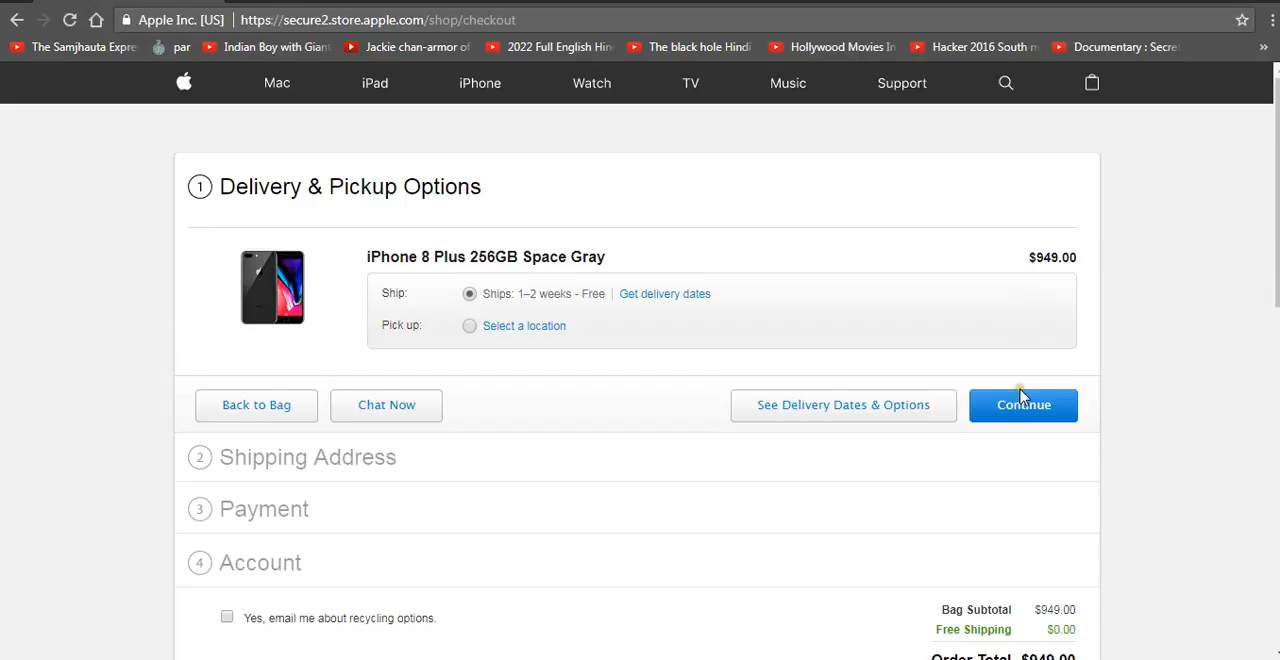 Apple Inc. [US] | https://secure2.store.apple.com/shop/checkout
The Samjhauta Expre par Indian Boy with Giant Jackie chan-armor of 2022 Full English Hin The black hole Hindi Hollywood Movies In Hacker 2016 South m Documentary : Secre »
Mac iPad iPhone Watch TV Music Support
1 Delivery & Pickup Options
iPhone 8 Plus 256GB Space Gray $949.00
Ship: Ships: 1–2 weeks - Free | Get delivery dates
Pick up: Select a location
Back to Bag Chat Now See Delivery Dates & Options Continue
2 Shipping Address
3 Payment
4 Account
Bag Subtotal $949.00
Yes, email me about recycling options.
Free Shipping $0.00
Order Total $949.00